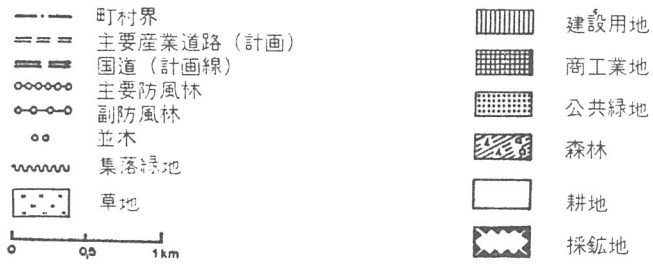 町村界
主要産業道路(計画)
国道(計画線)
主要防風林
副防風林
並木
集落緑地
草地
0 0,5 1km
建設用地
商工業地
公共緑地
森林
耕地
採鉱地